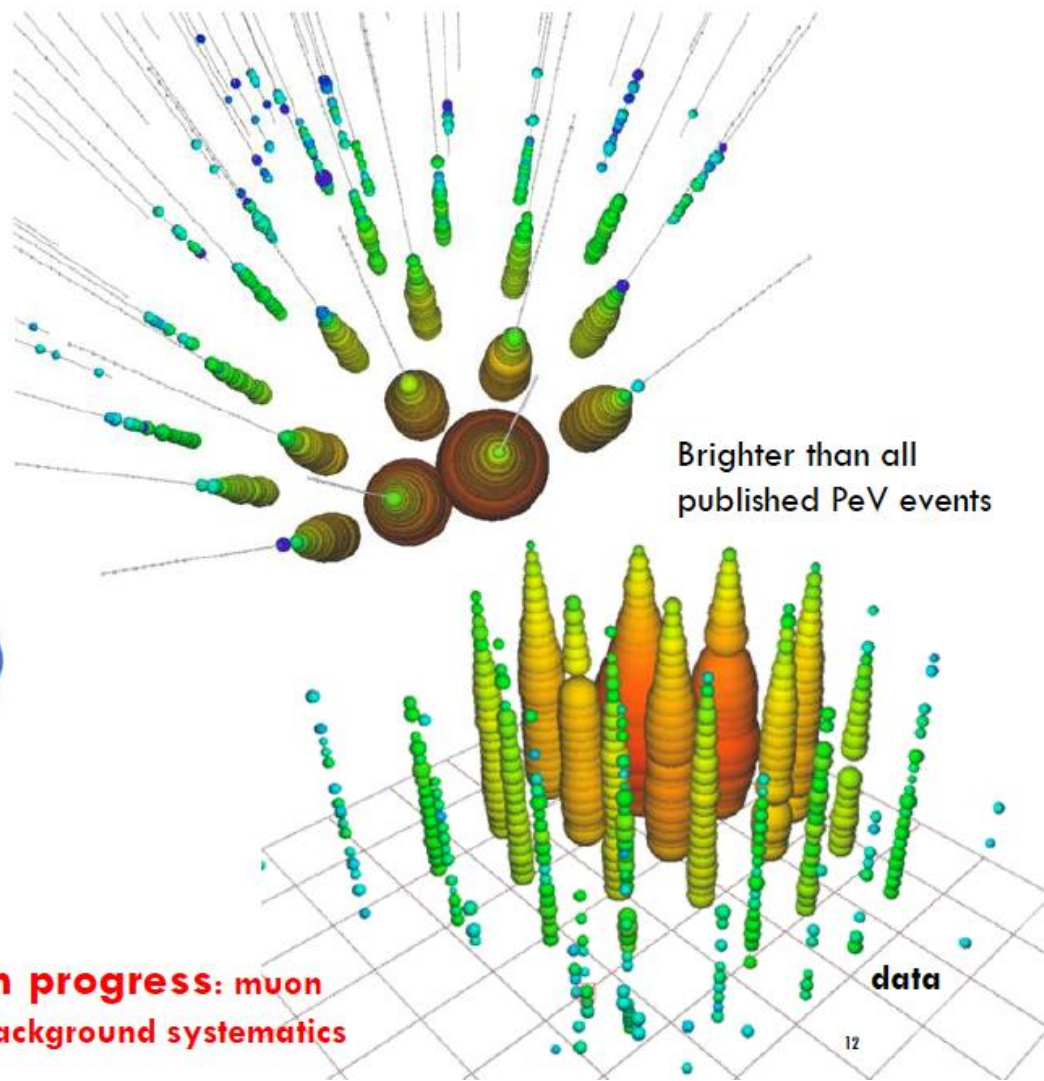 Brighter than all
published PeV events
n progress: muon
ackground systematics
data
12